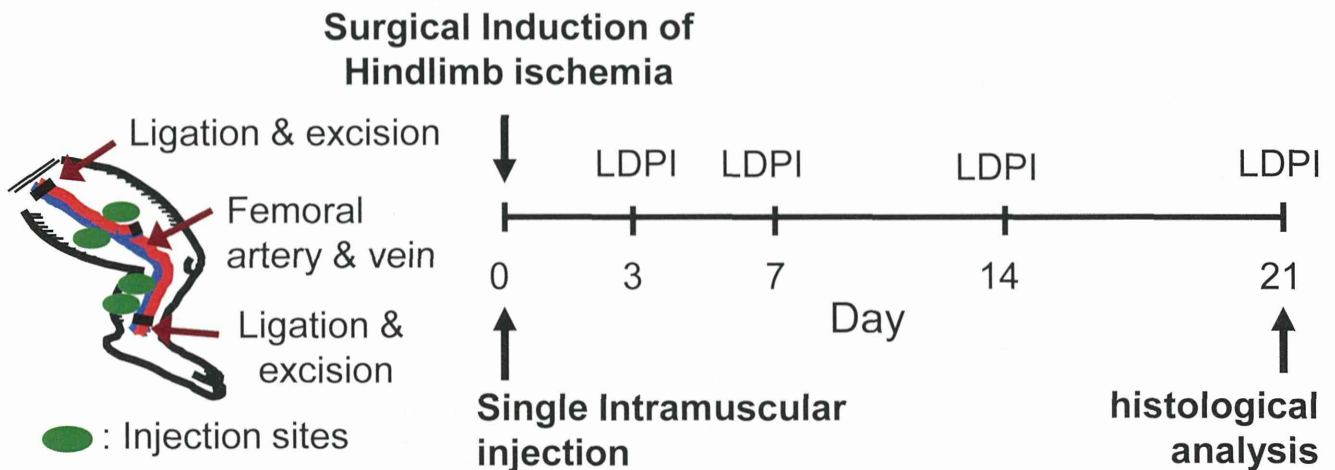 Surgical Induction of
Hindlimb ischemia
Ligation & excision
Femoral
artery & vein
Ligation &
excision
: Injection sites
LDPI LDPI LDPI LDPI
0 3 7 14 21
Day
Single Intramuscular
injection
histological
analysis